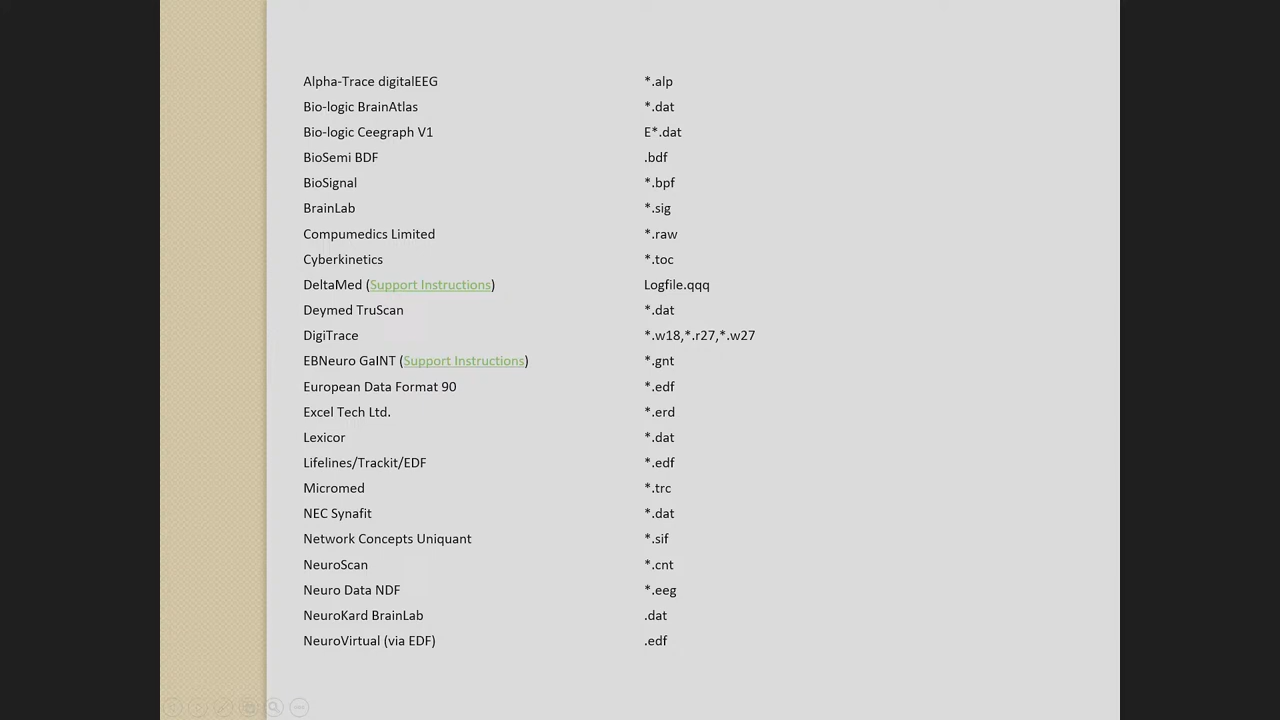 Alpha-Trace digitalEEG *.alp
Bio-logic BrainAtlas *.dat
Bio-logic Ceegraph V1 E*.dat
BioSemi BDF .bdf
BioSignal *.bpf
BrainLab *.sig
Compumedics Limited *.raw
Cyberkinetics *.toc
DeltaMed (Support Instructions) Logfile.qqq
Deymed TruScan *.dat
DigiTrace *.w18,*.r27,*.w27
EBNeuro GalNT (Support Instructions) *.gnt
European Data Format 90 *.edf
Excel Tech Ltd. *.erd
Lexicor *.dat
Lifelines/Trackit/EDF *.edf
Micromed *.trc
NEC Synafit *.dat
Network Concepts Uniquant *.sif
NeuroScan *.cnt
Neuro Data NDF *.eeg
NeuroKard BrainLab .dat
NeuroVirtual (via EDF) .edf